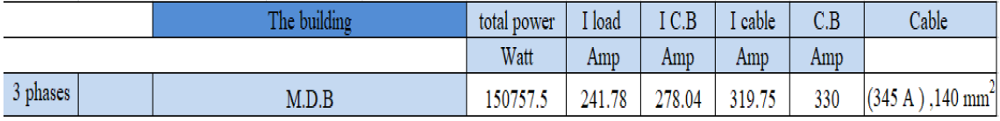 The building total power I load I C.B I cable C.B Cable
Watt Amp Amp Amp Amp
3 phases M.D.B 150757.5 241.78 278.04 319.75 330 (345 A ) ,140 mm²